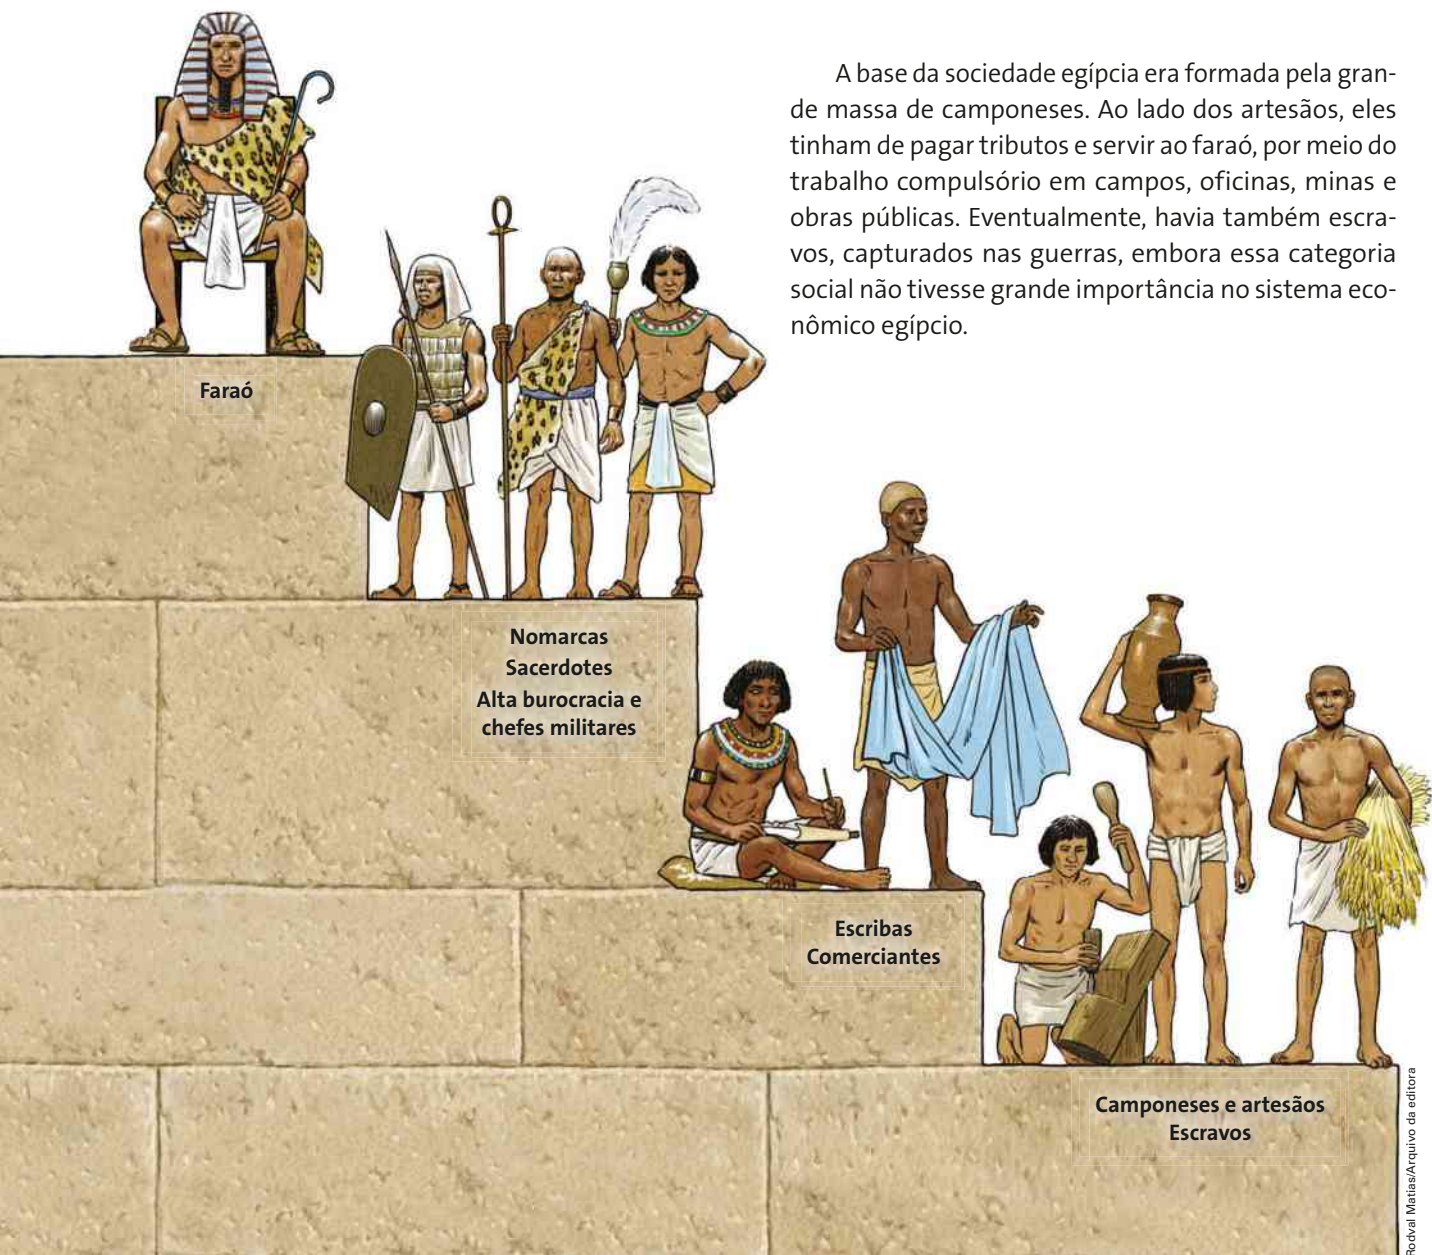 A base da sociedade egípcia era formada pela gran-
de massa de camponeses. Ao lado dos artesãos, eles
tinham de pagar tributos e servir ao faraó, por meio do
trabalho compulsório em campos, oficinas, minas e
obras públicas. Eventualmente, havia também escra-
vos, capturados nas guerras, embora essa categoria
social não tivesse grande importância no sistema eco-
nômico egípcio.
Faraó
Nomarcas
Sacerdotes
Alta burocracia e
chefes militares
Escribas
Comerciantes
Camponeses e artesãos
Escravos
Rodval Matias/Arquivo da editora